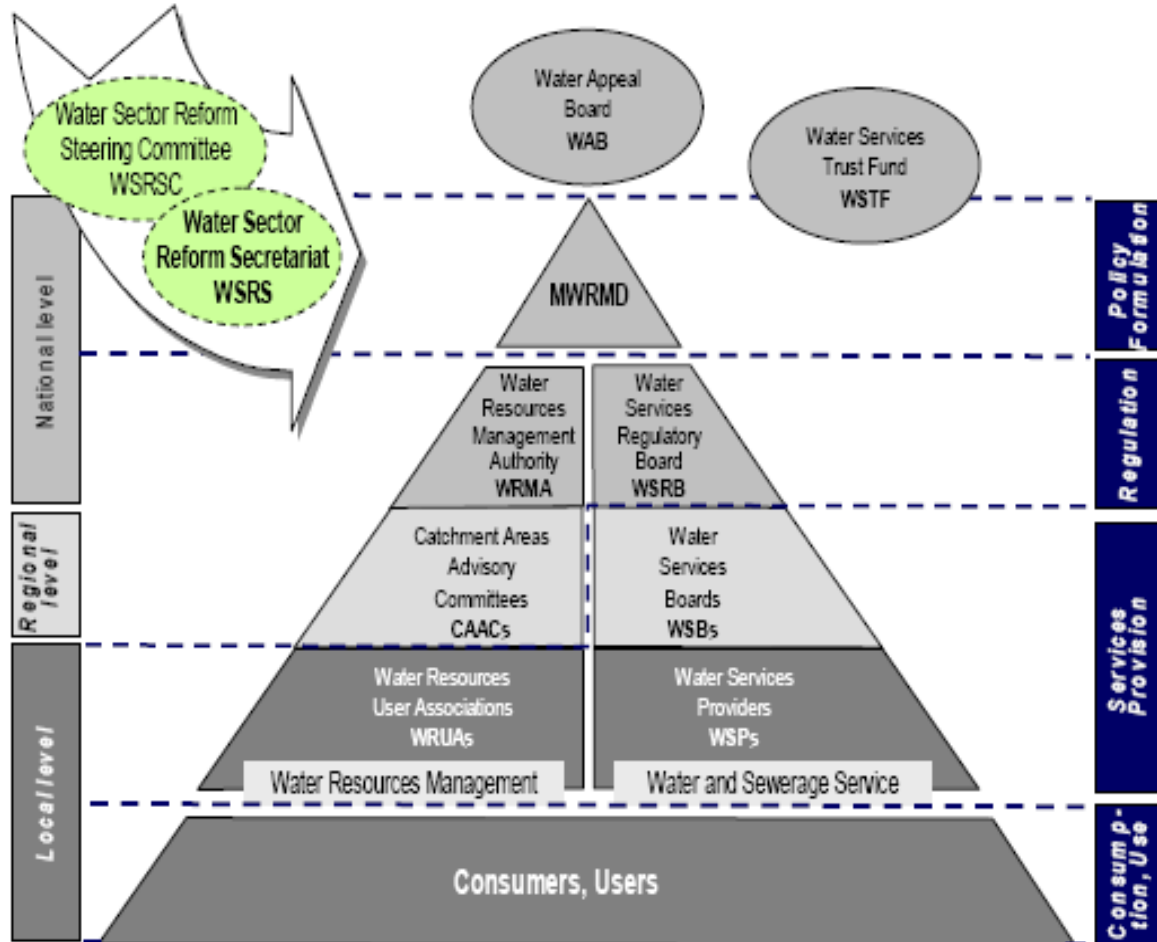 Water Sector Reform
Steering Committee
WSRSC
Water Sector
Reform Secretariat
WSRS
Water Appeal
Board
WAB
Water Services
Trust Fund
WSTF
National level
Regional
level
Local level
MWRMD
Water
Resources
Management
Authority
WRMA
Water
Services
Regulatory
Board
WSRB
Catchment Areas
Advisory
Committees
CAACs
Water
Services
Boards
WSBs
Water Resources
User Associations
WRUAs
Water Services
Providers
WSPs
Water Resources Management
Water and Sewerage Service
Consumers, Users
Policy
Formulation
Regulation
Services
Provision
Consump-
tion, Use